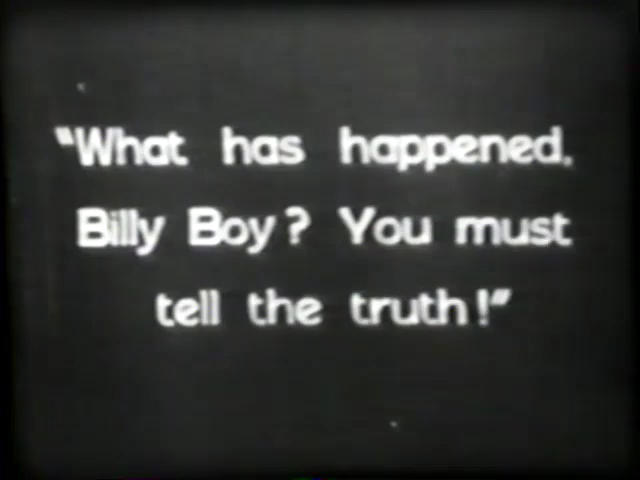 "What has happened,
Billy Boy? You must
tell the truth!"